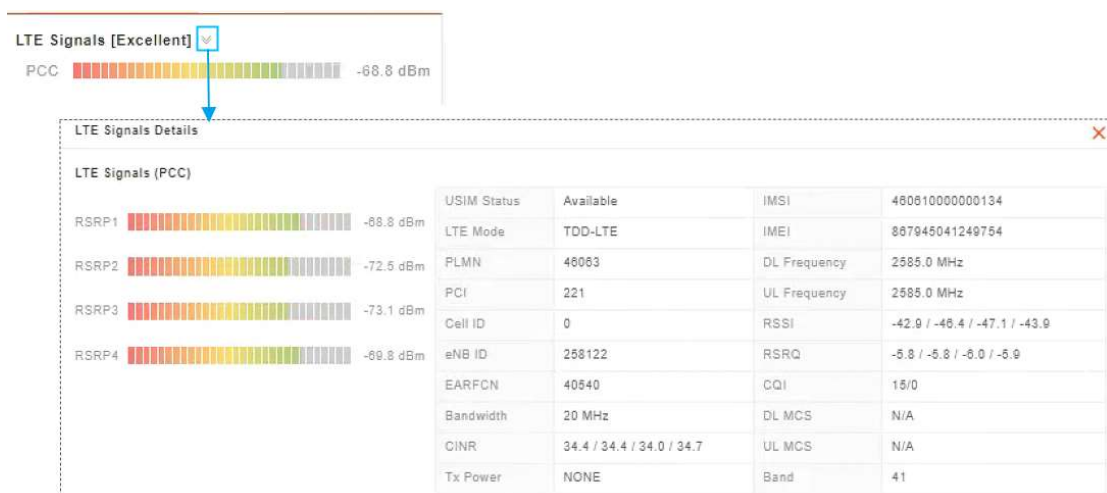 LTE Signals [Excellent]
PCC -68.8 dBm
LTE Signals Details
LTE Signals (PCC)
RSRP1 -68.8 dBm
RSRP2 -72.5 dBm
RSRP3 -73.1 dBm
RSRP4 -69.8 dBm
USIM Status Available IMSI 460610000000134
LTE Mode TDD-LTE IMEI 867945041249754
PLMN 46063 DL Frequency 2585.0 MHz
PCI 221 UL Frequency 2585.0 MHz
Cell ID 0 RSSI -42.9 / -46.4 / -47.1 / -43.9
eNB ID 258122 RSRQ -5.8 / -5.8 / -6.0 / -5.9
EARFCN 40540 CQI 15/0
Bandwidth 20 MHz DL MCS N/A
CINR 34.4 / 34.4 / 34.0 / 34.7 UL MCS N/A
Tx Power NONE Band 41